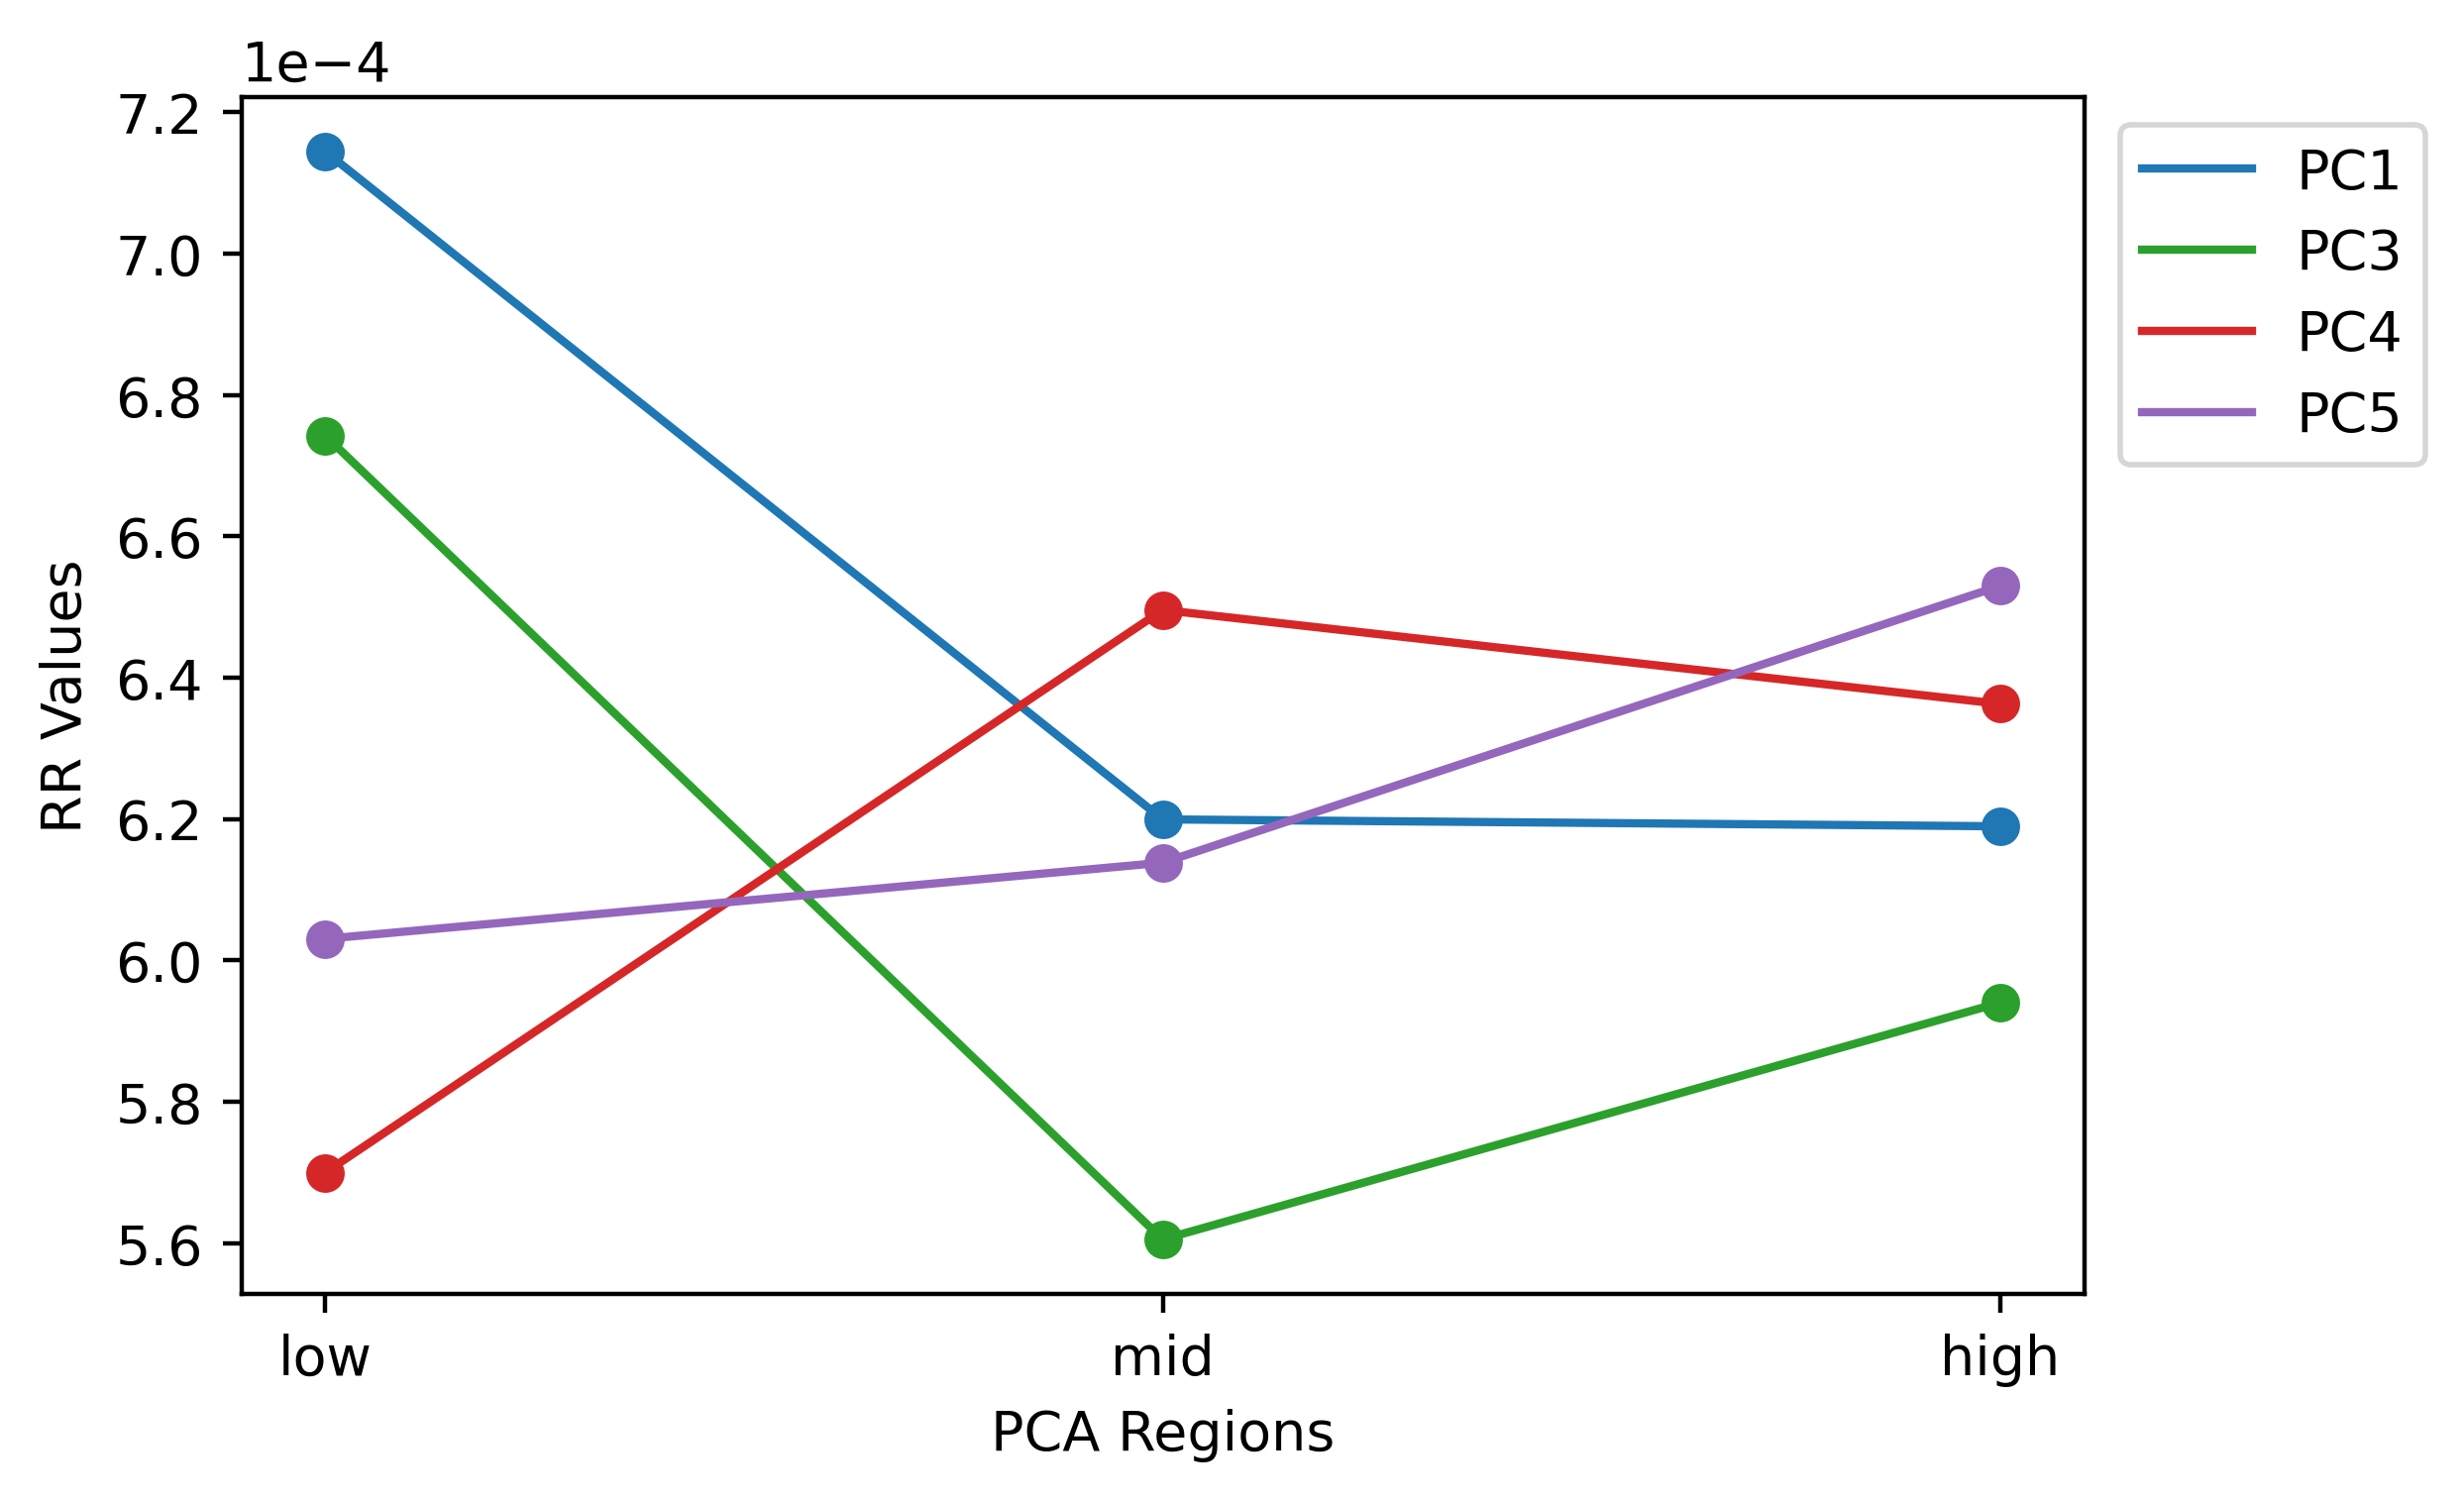 1e−4
7.2
7.0
6.8
6.6
6.4
6.2
6.0
5.8
5.6
RR Values
low
mid
high
PCA Regions
PC1
PC3
PC4
PC5